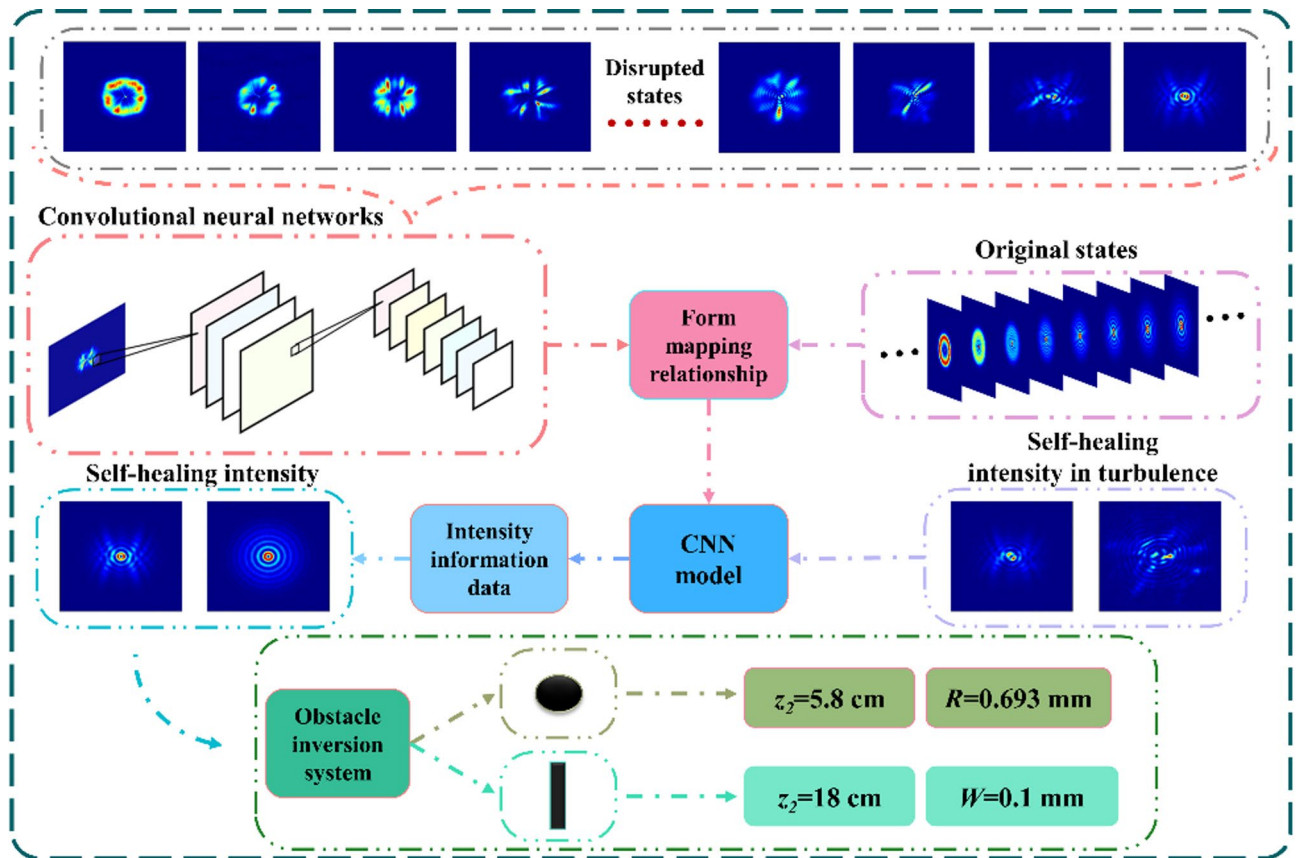 Disrupted
states
Convolutional neural networks
Original states
Form
mapping
relationship
Self-healing intensity
Self-healing
intensity in turbulence
Intensity
information
data
CNN
model
Obstacle
inversion
system
z₂=5.8 cm
R=0.693 mm
z₂=18 cm
W=0.1 mm